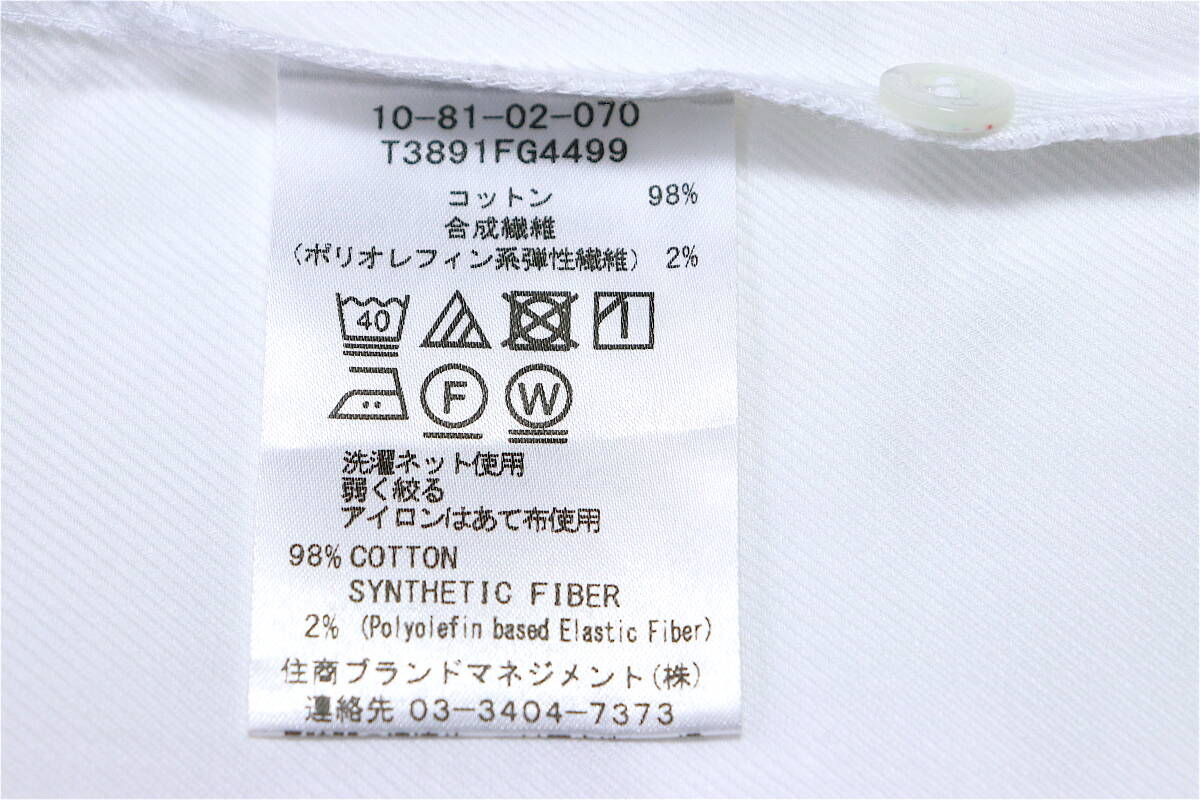 10-81-02-070
T3891FG4499
コットン 98%
合成繊維
(ポリオレフィン系弾性繊維) 2%
40
F W
洗濯ネット使用
弱く絞る
アイロンはあて布使用
98% COTTON
SYNTHETIC FIBER
2% (Polyolefin based Elastic Fiber)
住商ブランドマネジメント(株)
連絡先 03-3404-7373